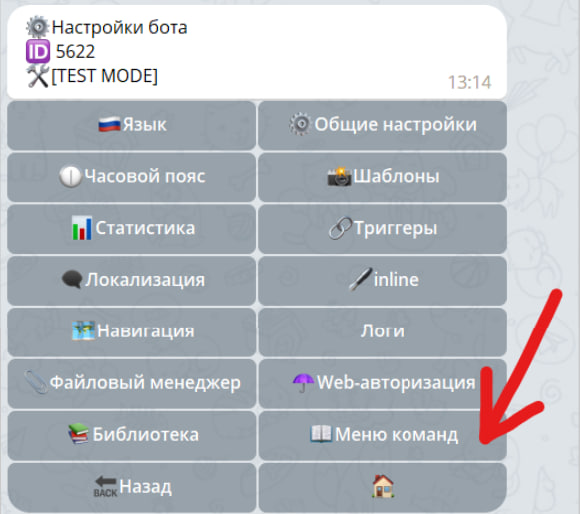 ⚙️Настройки бота
🆔 5622
🛠[TEST MODE]
13:14
🇷🇺Язык
⚙️Общие настройки
🕕Часовой пояс
📸Шаблоны
📊Статистика
🔗Триггеры
🗨Локализация
🖋inline
🗺Навигация
Логи
📎Файловый менеджер
☂️Web-авторизация
📚Библиотека
📖Меню команд
🔙Назад
🏠